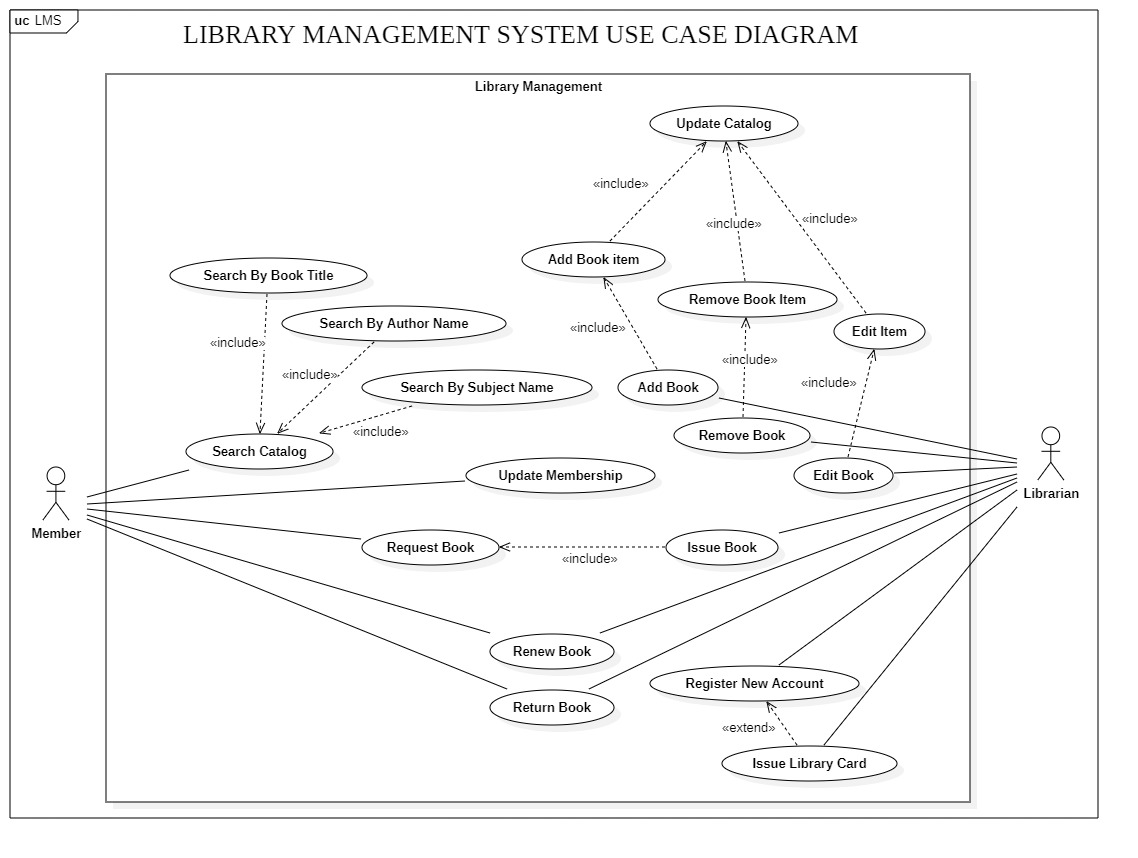 uc LMS
LIBRARY MANAGEMENT SYSTEM USE CASE DIAGRAM
Library Management
Update Catalog
«include»
«include»
«include»
Add Book item
Search By Book Title
Remove Book Item
Search By Author Name
Edit Item
«include»
«include»
«include»
«include»
«include»
Search By Subject Name
Add Book
«include»
Remove Book
Search Catalog
Update Membership
Edit Book
Librarian
Member
Request Book
Issue Book
«include»
Renew Book
Register New Account
Return Book
«extend»
Issue Library Card